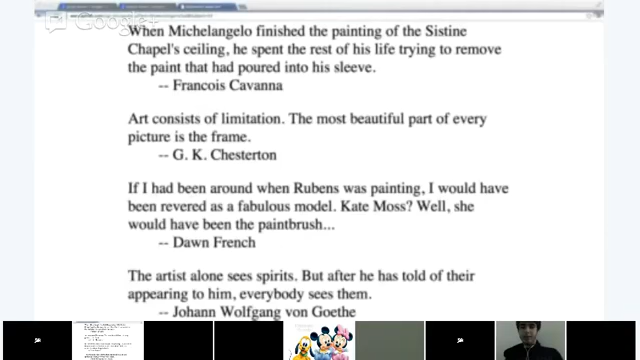 Google+
When Michelangelo finished the painting of the Sistine
Chapel's ceiling, he spent the rest of his life trying to remove
the paint that had poured into his sleeve.
-- Francois Cavanna
Art consists of limitation. The most beautiful part of every
picture is the frame.
-- G. K. Chesterton
If I had been around when Rubens was painting, I would have
been revered as a fabulous model. Kate Moss? Well, she
would have been the paintbrush...
-- Dawn French
The artist alone sees spirits. But after he has told of their
appearing to him, everybody sees them.
-- Johann Wolfgang von Goethe